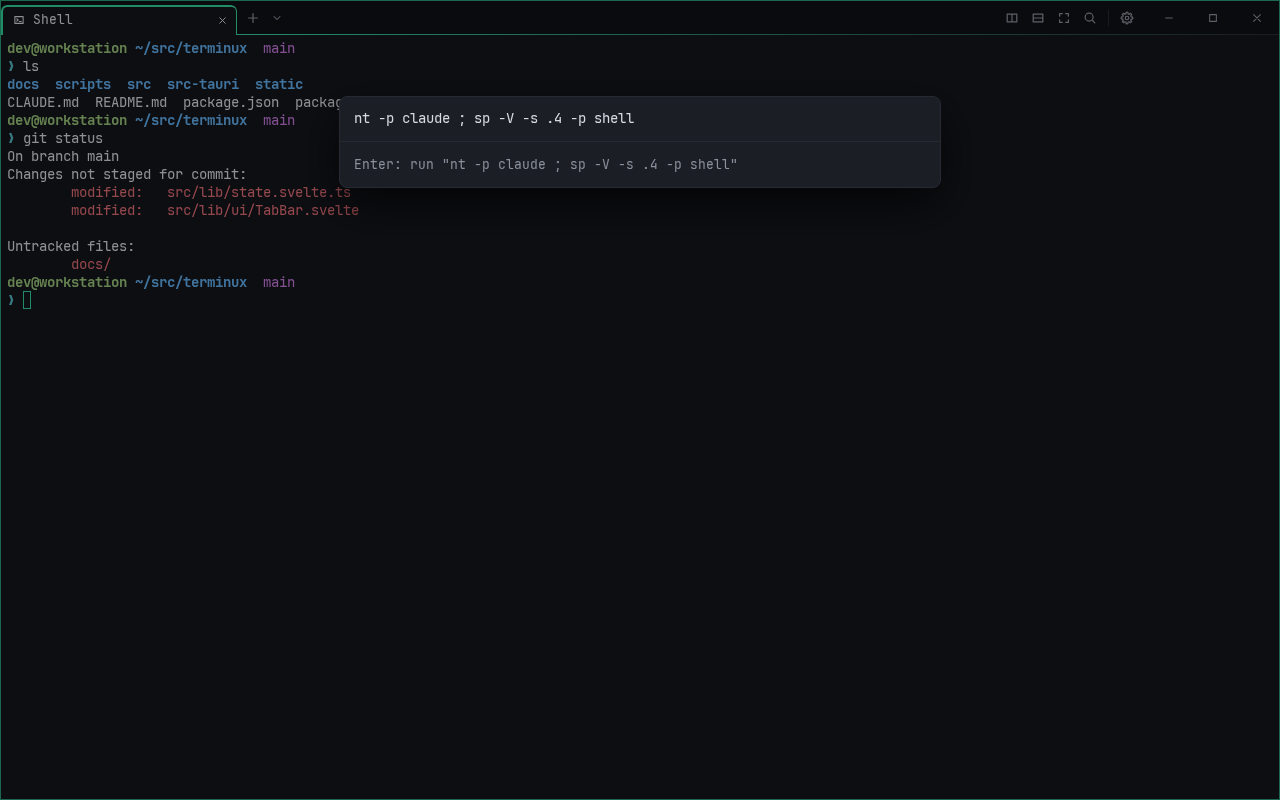 Shell
dev@workstation ~/src/terminux  main
❯ ls
docs  scripts  src  src-tauri  static
CLAUDE.md  README.md  package.json
nt -p claude ; sp -V -s .4 -p shell
dev@workstation ~/src/terminux  main
❯ git status
On branch main
Enter: run "nt -p claude ; sp -V -s .4 -p shell"
Changes not staged for commit:
        modified:   src/lib/state.svelte.ts
        modified:   src/lib/ui/TabBar.svelte
Untracked files:
        docs/
dev@workstation ~/src/terminux  main
❯